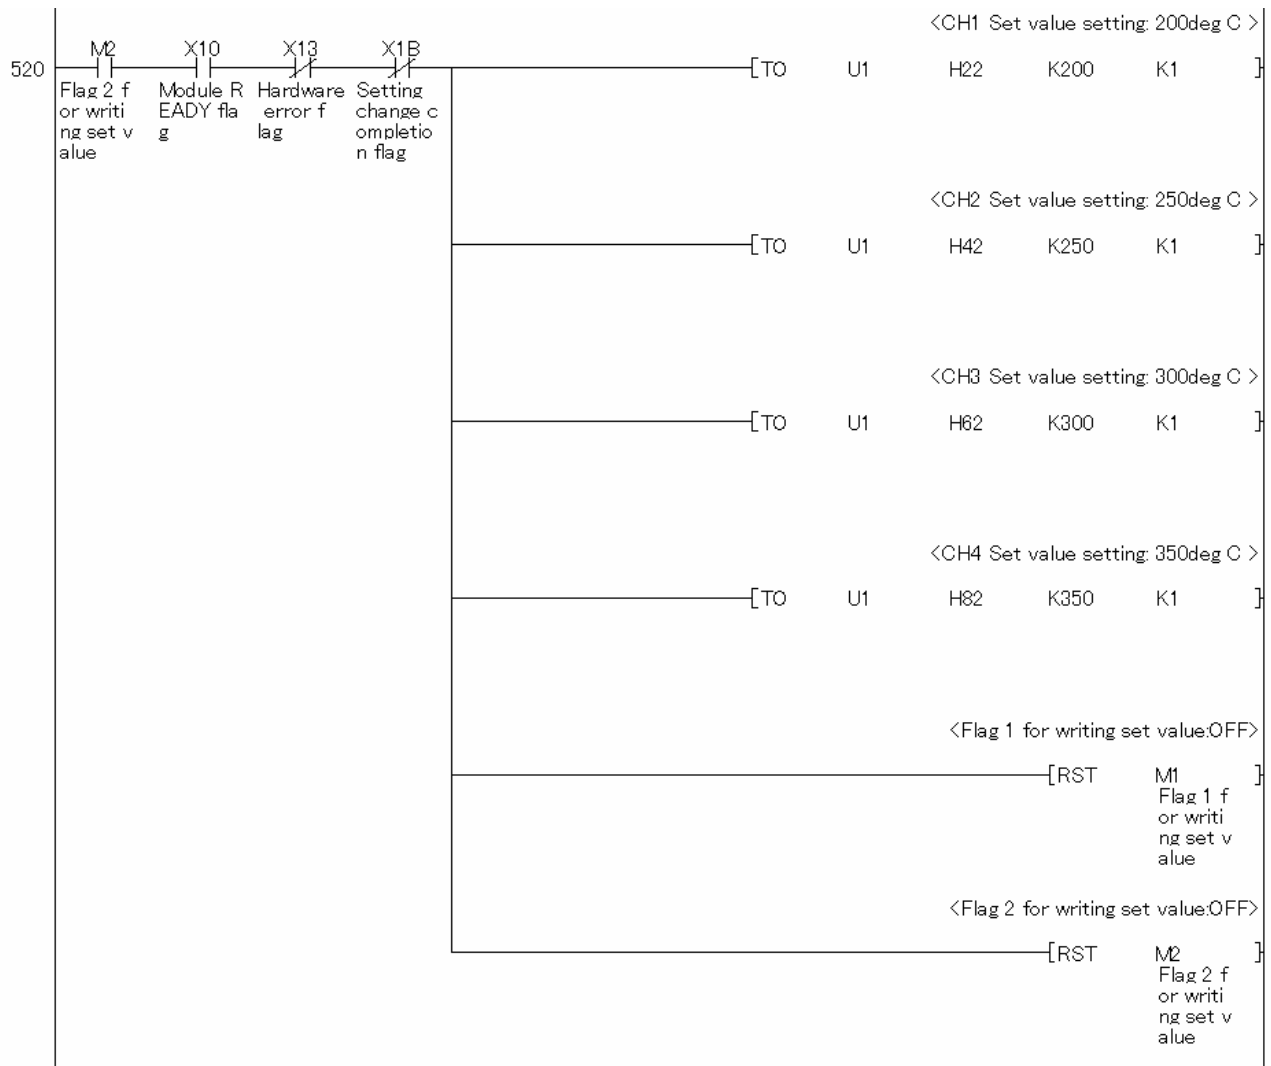 <CH1 Set value setting: 200deg C >
M2 X10 X13 X1B
520 [TO U1 H22 K200 K1 ]
Flag 2 f Module R Hardware Setting
or writi EADY fla error f change c
ng set v g lag ompletio
alue n flag
<CH2 Set value setting: 250deg C >
[TO U1 H42 K250 K1 ]
<CH3 Set value setting: 300deg C >
[TO U1 H62 K300 K1 ]
<CH4 Set value setting: 350deg C >
[TO U1 H82 K350 K1 ]
<Flag 1 for writing set value:OFF>
[RST M1 ]
Flag 1 f
or writi
ng set v
alue
<Flag 2 for writing set value:OFF>
[RST M2 ]
Flag 2 f
or writi
ng set v
alue